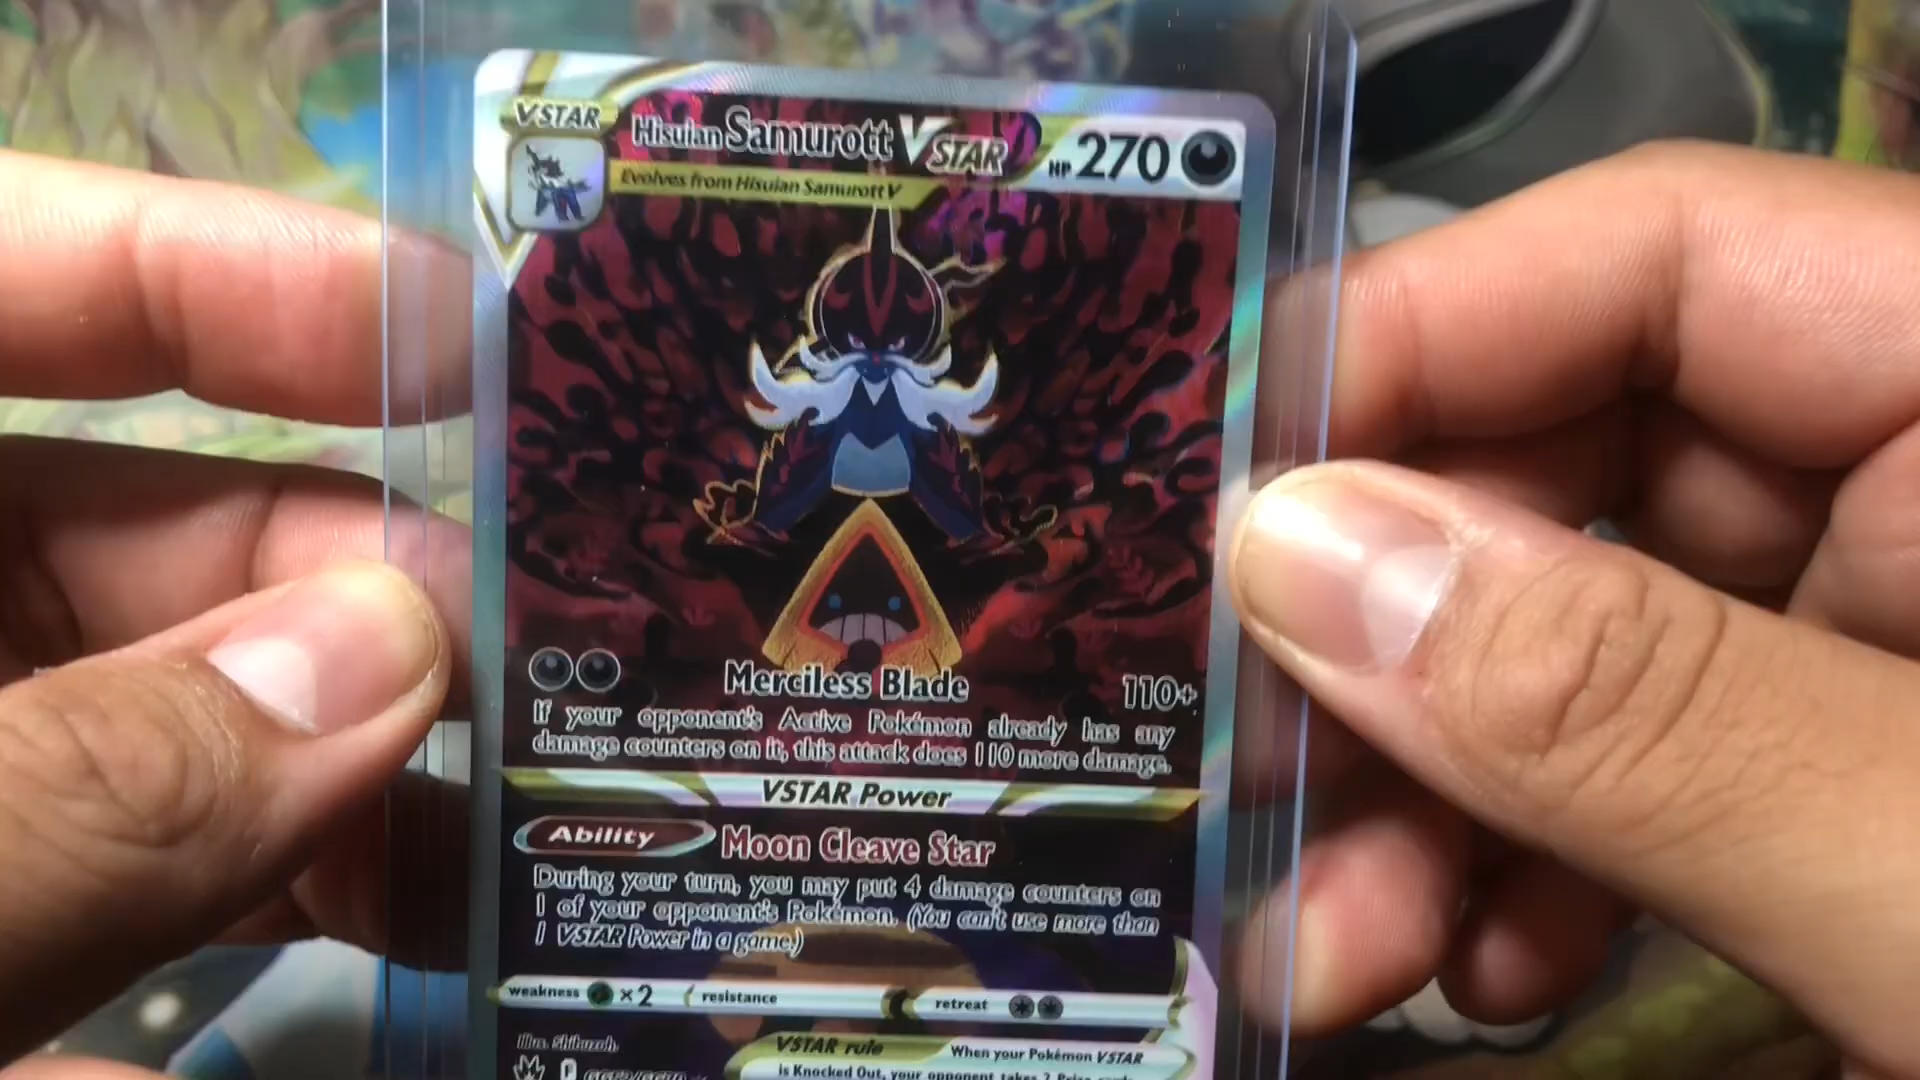 VSTAR
Hisuian Samurott VSTAR HP 270
Evolves from Hisuian Samurott V
Merciless Blade 110+
If your opponent's Active Pokémon already has any
damage counters on it, this attack does 110 more damage.
VSTAR Power
Ability Moon Cleave Star
During your turn, you may put 4 damage counters on
1 of your opponent's Pokémon. (You can't use more than
1 VSTAR Power in a game.)
weakness ×2 resistance retreat
Illus. Shibuzoh.
VSTAR rule When your Pokémon VSTAR
is Knocked Out, your opponent takes 2 Prize cards.
F